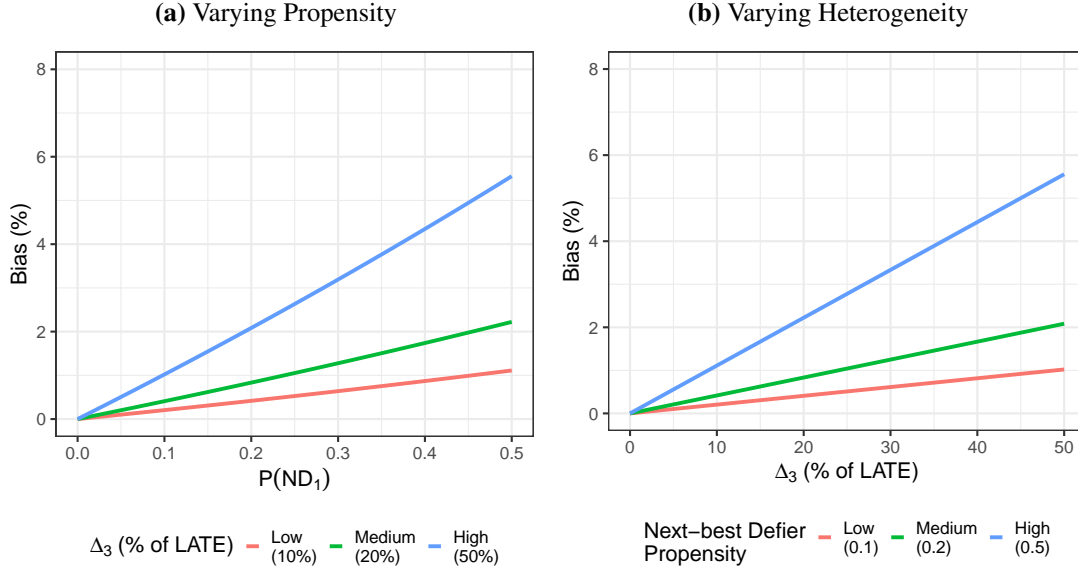 (a) Varying Propensity
Bias (%)
8
6
4
2
0
0.0 0.1 0.2 0.3 0.4 0.5
P(ND₁)
Δ₃ (% of LATE)
Low
(10%)
Medium
(20%)
High
(50%)
(b) Varying Heterogeneity
Bias (%)
8
6
4
2
0
0 10 20 30 40 50
Δ₃ (% of LATE)
Next−best Defier
Propensity
Low
(0.1)
Medium
(0.2)
High
(0.5)